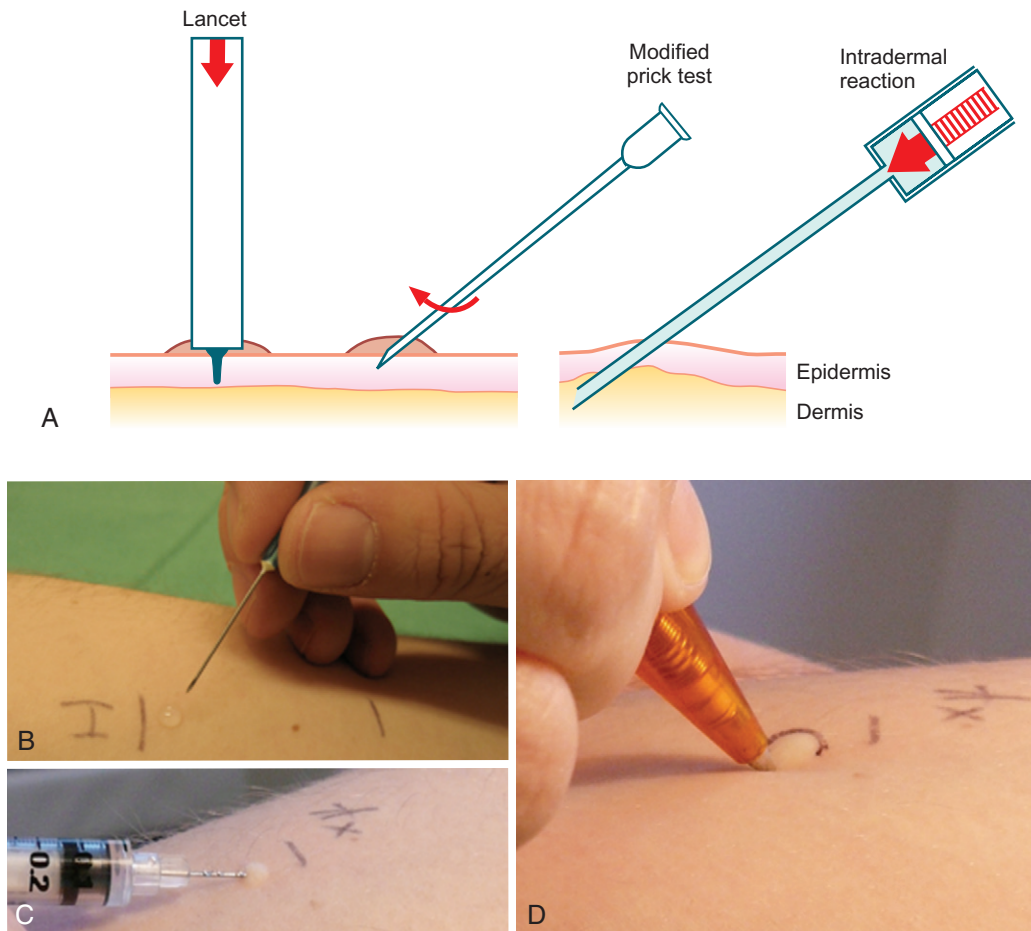 Lancet
Modified
prick test
Intradermal
reaction
Epidermis
Dermis
A
B
H
C
0.2
D